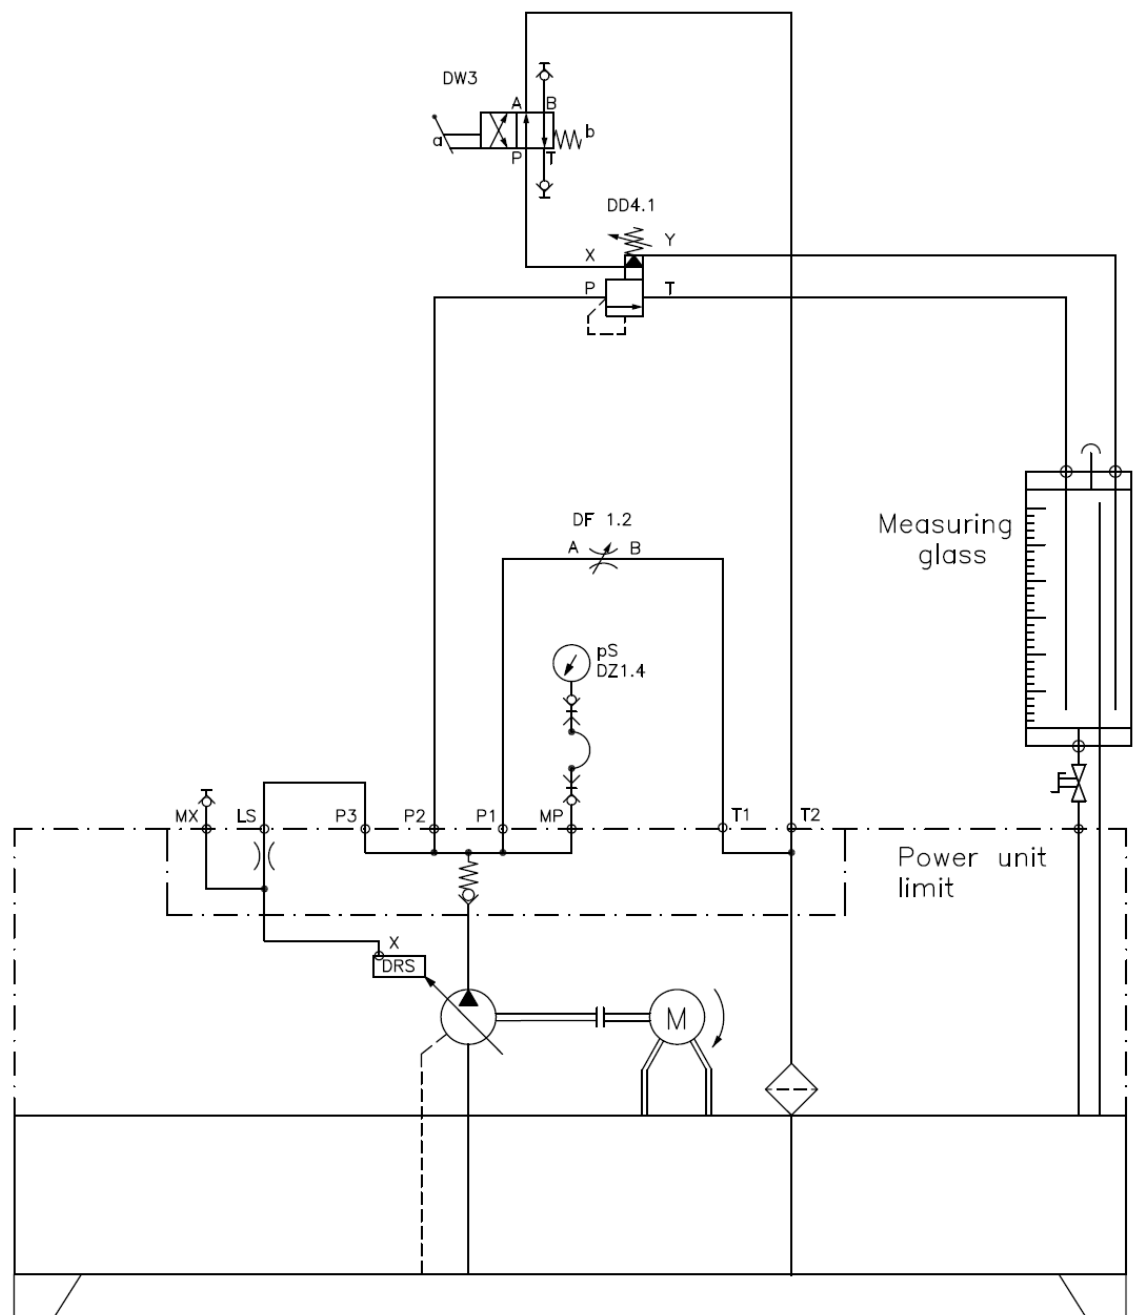 DW3
A
B
a
b
P
T
DD4.1
X
Y
P
T
DF 1.2
A
B
Measuring
glass
pS
DZ1.4
MX
LS
P3
P2
P1
MP
T1
T2
Power unit
limit
X
DRS
M